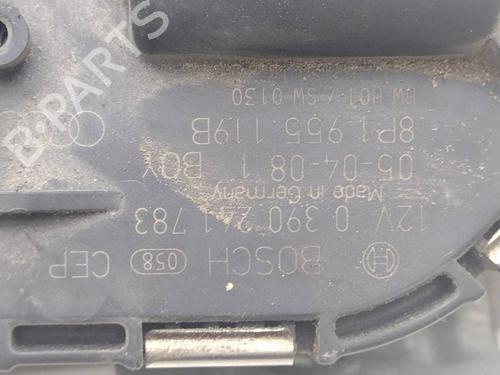 BOSCH 058 CEP
12V 0 390 241 783
Made in Germany
05-04-08 1 BOY
8P1 955 119B
HW H01 / SW 0130
B-Parts